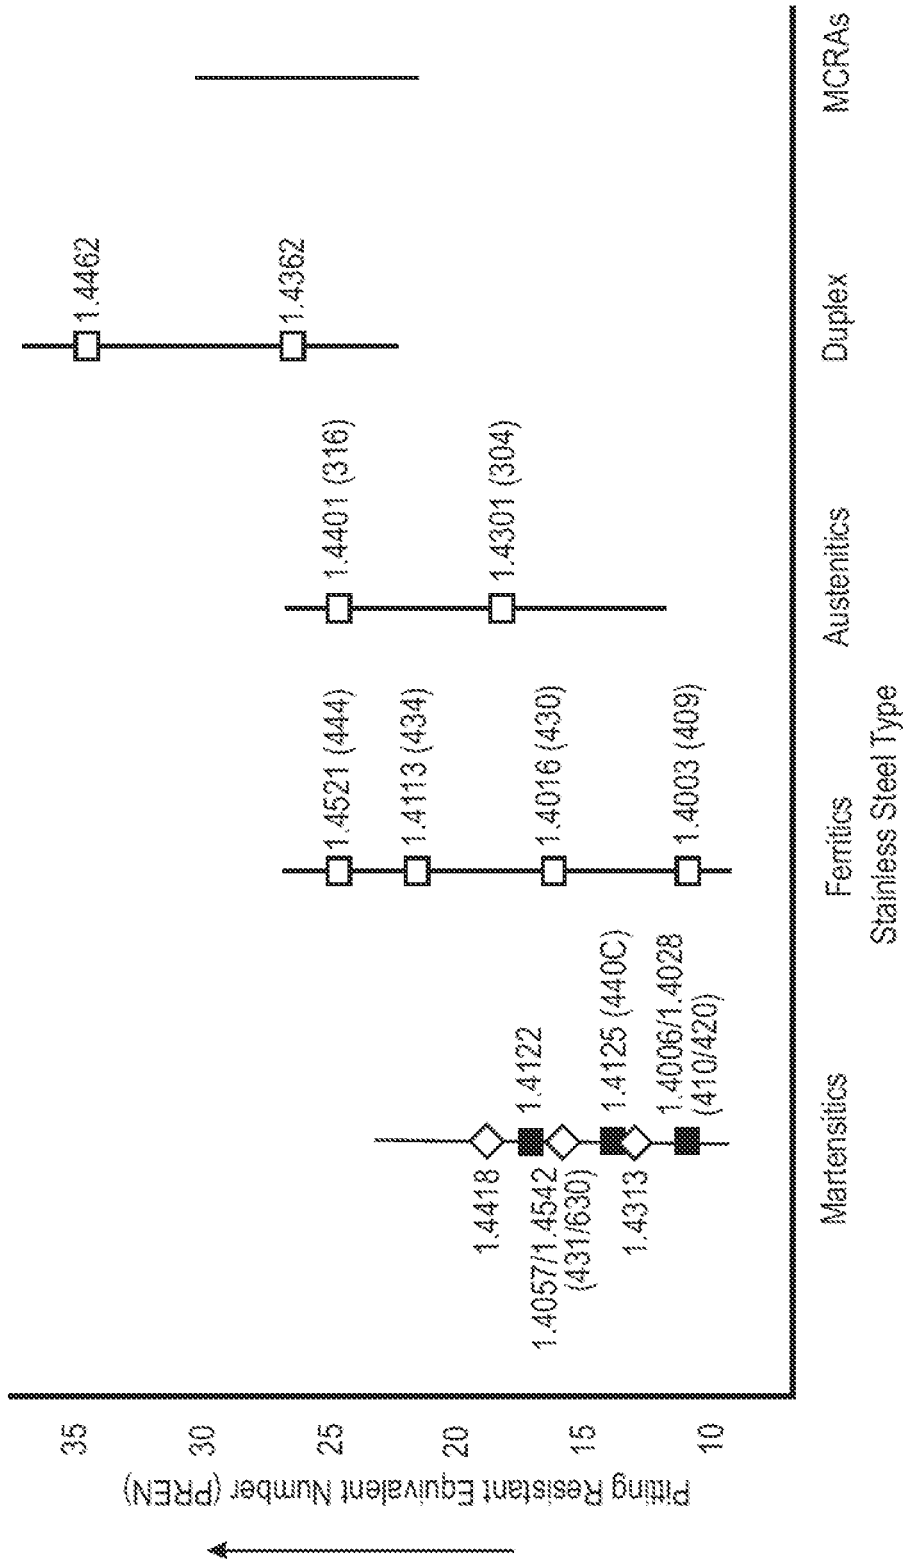 Pitting Resistant Equivalent Number (PREN)
35
30
25
20
15
10
1.4418
1.4122
1.4057/1.4542
(431/630)
1.4125 (440C)
1.4313
1.4006/1.4028
(410/420)
1.4521 (444)
1.4113 (434)
1.4016 (430)
1.4003 (409)
1.4401 (316)
1.4301 (304)
1.4462
1.4362
Martensitics
Ferritics
Austenitics
Duplex
MCRAs
Stainless Steel Type